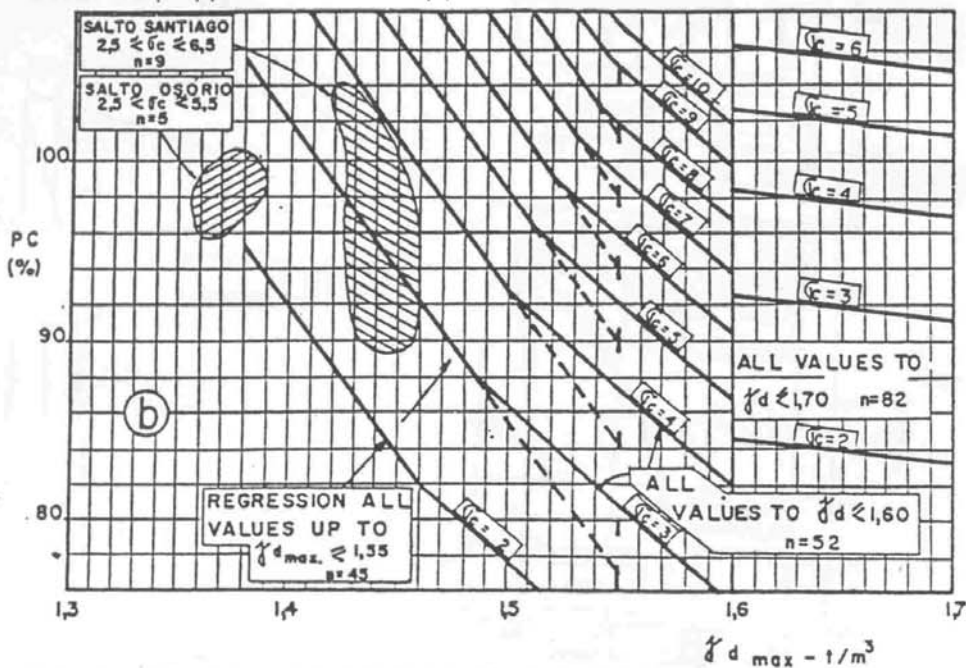 SALTO SANTIAGO
2,5 ≤ σc ≤ 6,5
n=9
SALTO OSÓRIO
2,5 ≤ σc ≤ 5,5
n=5
100
PC
(%)
90
80
b
σc=6
σc=5
σc=4
σc=3
σc=2
σc=10
σc=9
σc=8
σc=7
σc=6
σc=5
σc=4
σc=3
σc=2
ALL VALUES TO
γd ≤ 1,70 n=82
ALL
VALUES TO γd ≤ 1,60
n=52
REGRESSION ALL
VALUES UP TO
γd max. ≤ 1,55
n=45
1,3
1,4
1,5
1,6
1,7
γd max - t/m³